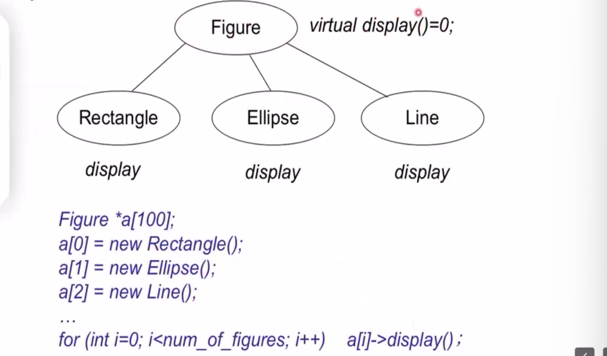 Figure virtual display()=0;
Rectangle Ellipse Line
display display display
Figure *a[100];
a[0] = new Rectangle();
a[1] = new Ellipse();
a[2] = new Line();
…
for (int i=0; i<num_of_figures; i++) a[i]->display();